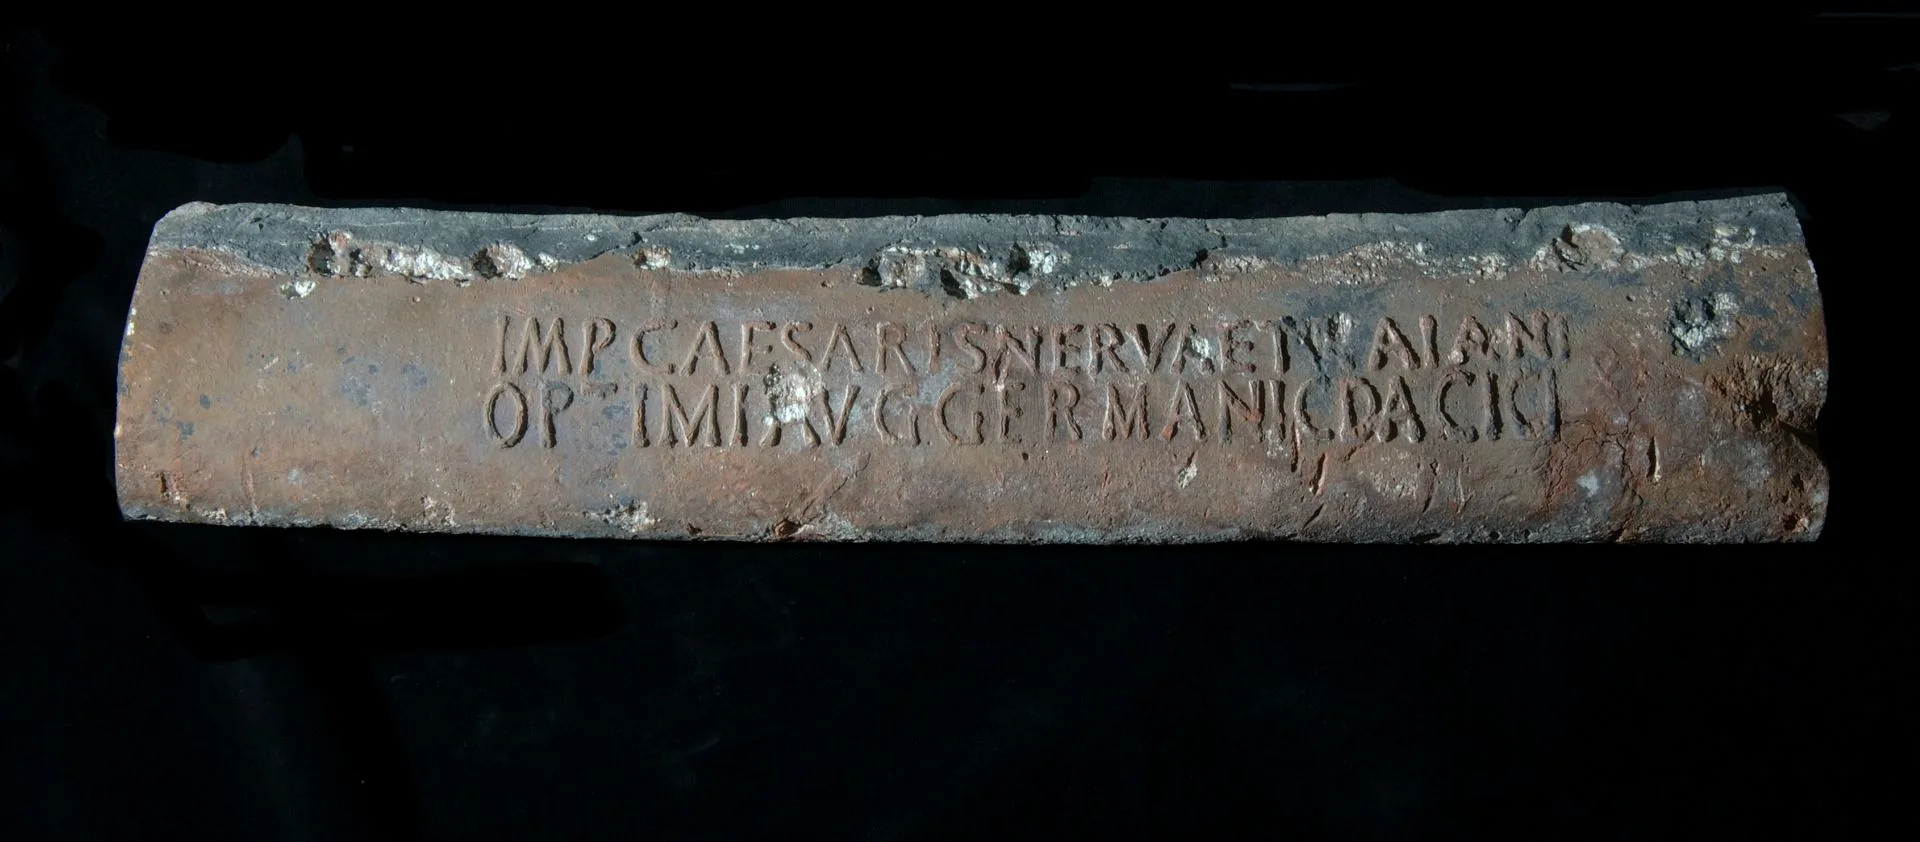 IMP CAESARIS NERVAE TRAIANI
OPTIMI AVG GERMANIC DACICI